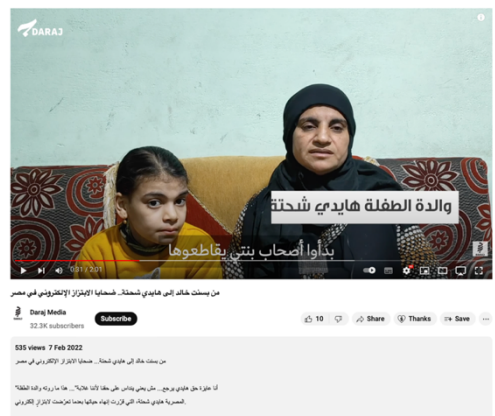 DARAJ
والدة الطفلة هايدي شحتة
بدأوا أصحاب بنتي يقاطعوها
0:01 / 2:01
من بسنت خالد إلى هايدي شحتة.. ضحايا الابتزاز الإلكتروني في مصر
Daraj Media
32.3K subscribers
Subscribe
10
Share
Thanks
Save
535 views 7 Feb 2022
من بسنت خالد إلى هايدي شحتة... ضحايا الابتزاز الإلكتروني في مصر
أنا عايزة حق هايدي يرجع... مش يعني ينداس على حقنا لأننا غلابة"... هذا ما روته والدة الطفلة"
المصرية هايدي شحتة، التي قررت إنهاء حياتها بعدما تعرّضت لابتزاز إلكتروني.